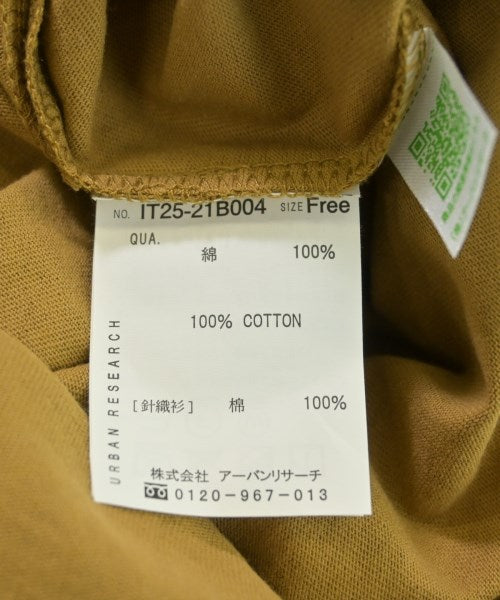 NO. IT25-21B004 SIZE Free
QUA.
綿 100%
100% COTTON
[針織衫] 棉 100%
URBAN RESEARCH
株式会社 アーバンリサーチ
0120-967-013